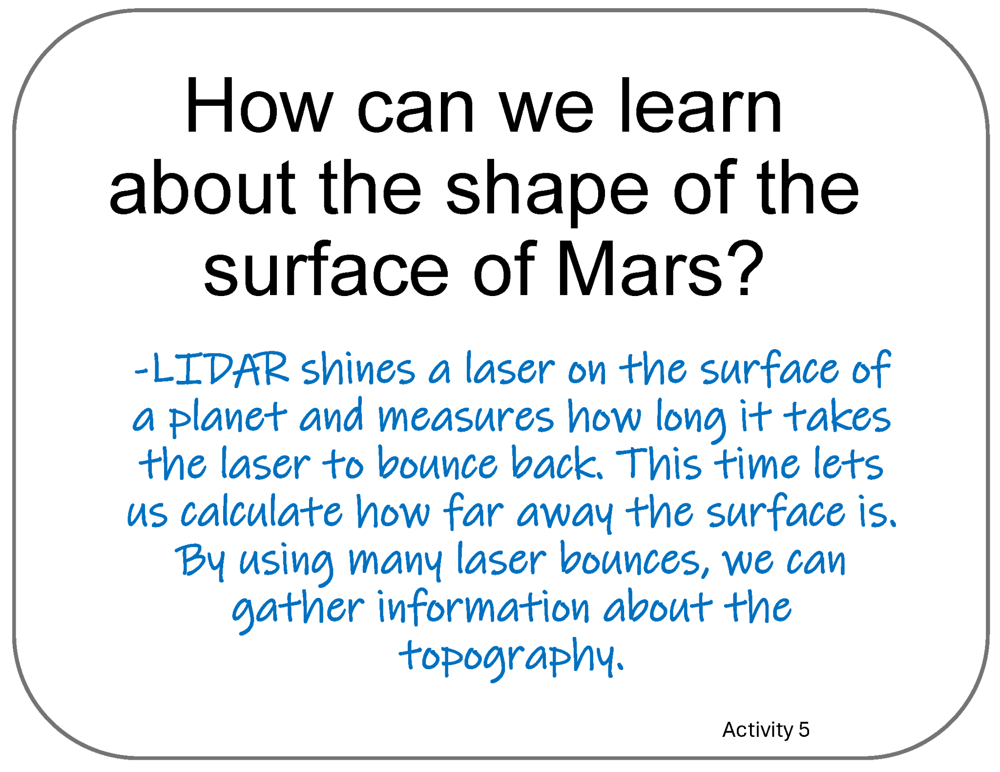 How can we learn
about the shape of the
surface of Mars?
-LIDAR shines a laser on the surface of
a planet and measures how long it takes
the laser to bounce back. This time lets
us calculate how far away the surface is.
By using many laser bounces, we can
gather information about the
topography.
Activity 5